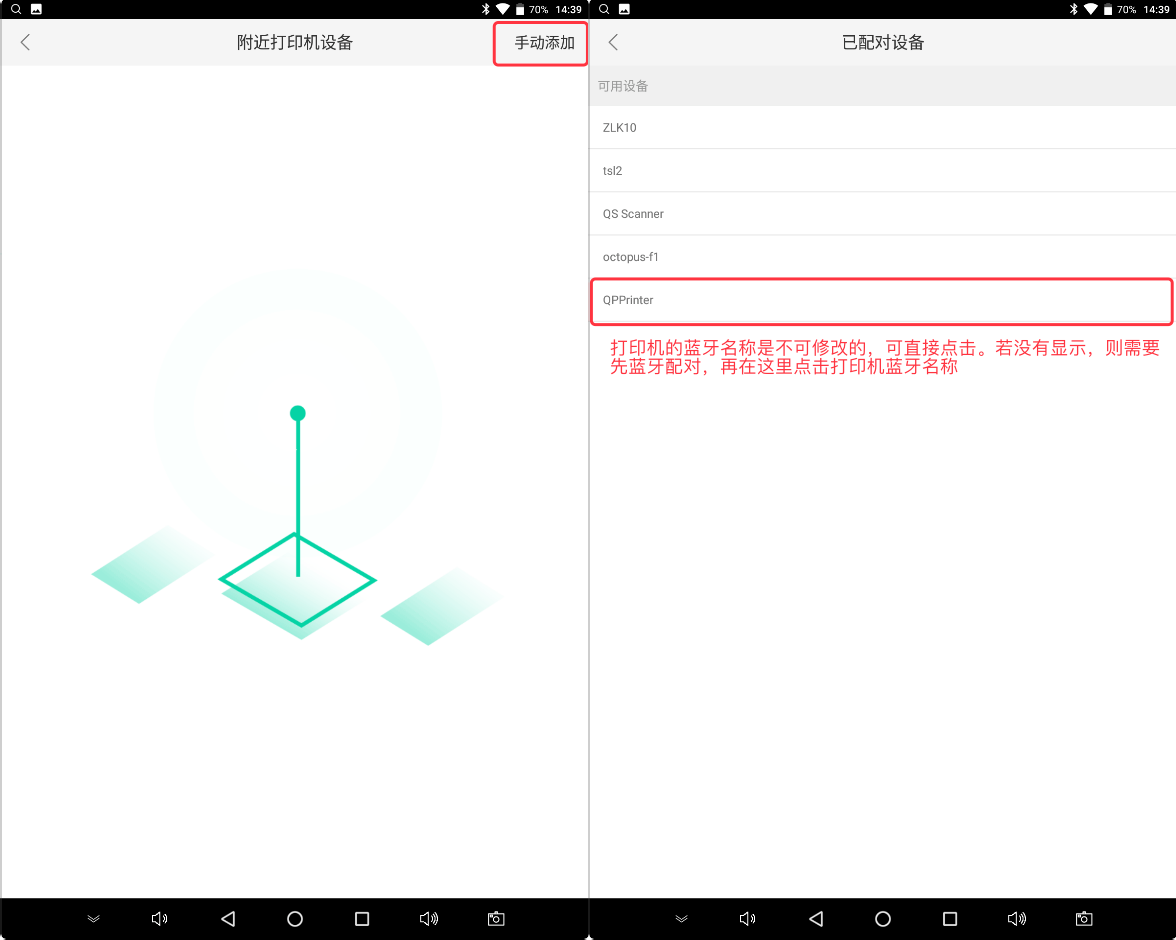 70% 14:39
附近打印机设备
手动添加
70% 14:39
已配对设备
可用设备
ZLK10
tsl2
QS Scanner
octopus-f1
QPPrinter
打印机的蓝牙名称是不可修改的，可直接点击。若没有显示，则需要
先蓝牙配对，再在这里点击打印机蓝牙名称